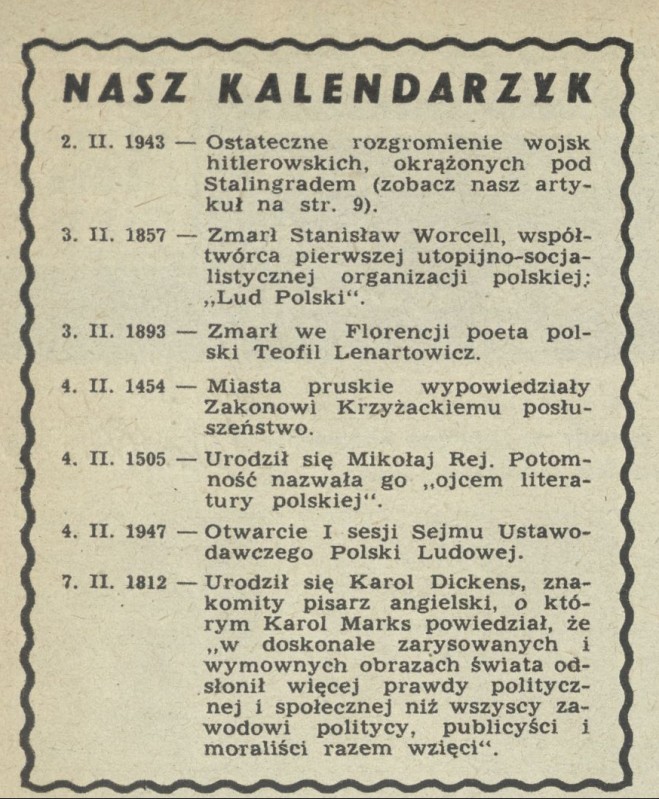 NASZ KALENDARZYK
2. II. 1943 — Ostateczne rozgromienie wojsk
hitlerowskich, okrążonych pod
Stalingradem (zobacz nasz arty-
kuł na str. 9).
3. II. 1857 — Zmarł Stanisław Worcell, współ-
twórca pierwszej utopijno-socja-
listycznej organizacji polskiej:
„Lud Polski“.
3. II. 1893 — Zmarł we Florencji poeta pol-
ski Teofil Lenartowicz.
4. II. 1454 — Miasta pruskie wypowiedziały
Zakonowi Krzyżackiemu posłu-
szeństwo.
4. II. 1505 — Urodził się Mikołaj Rej. Potom-
ność nazwała go „ojcem litera-
tury polskiej“.
4. II. 1947 — Otwarcie I sesji Sejmu Ustawo-
dawczego Polski Ludowej.
7. II. 1812 — Urodził się Karol Dickens, zna-
komity pisarz angielski, o któ-
rym Karol Marks powiedział, że
„w doskonale zarysowanych i
wymownych obrazach świata od-
słonił więcej prawdy politycz-
nej i społecznej niż wszyscy za-
wodowi politycy, publicyści i
moraliści razem wzięci“.